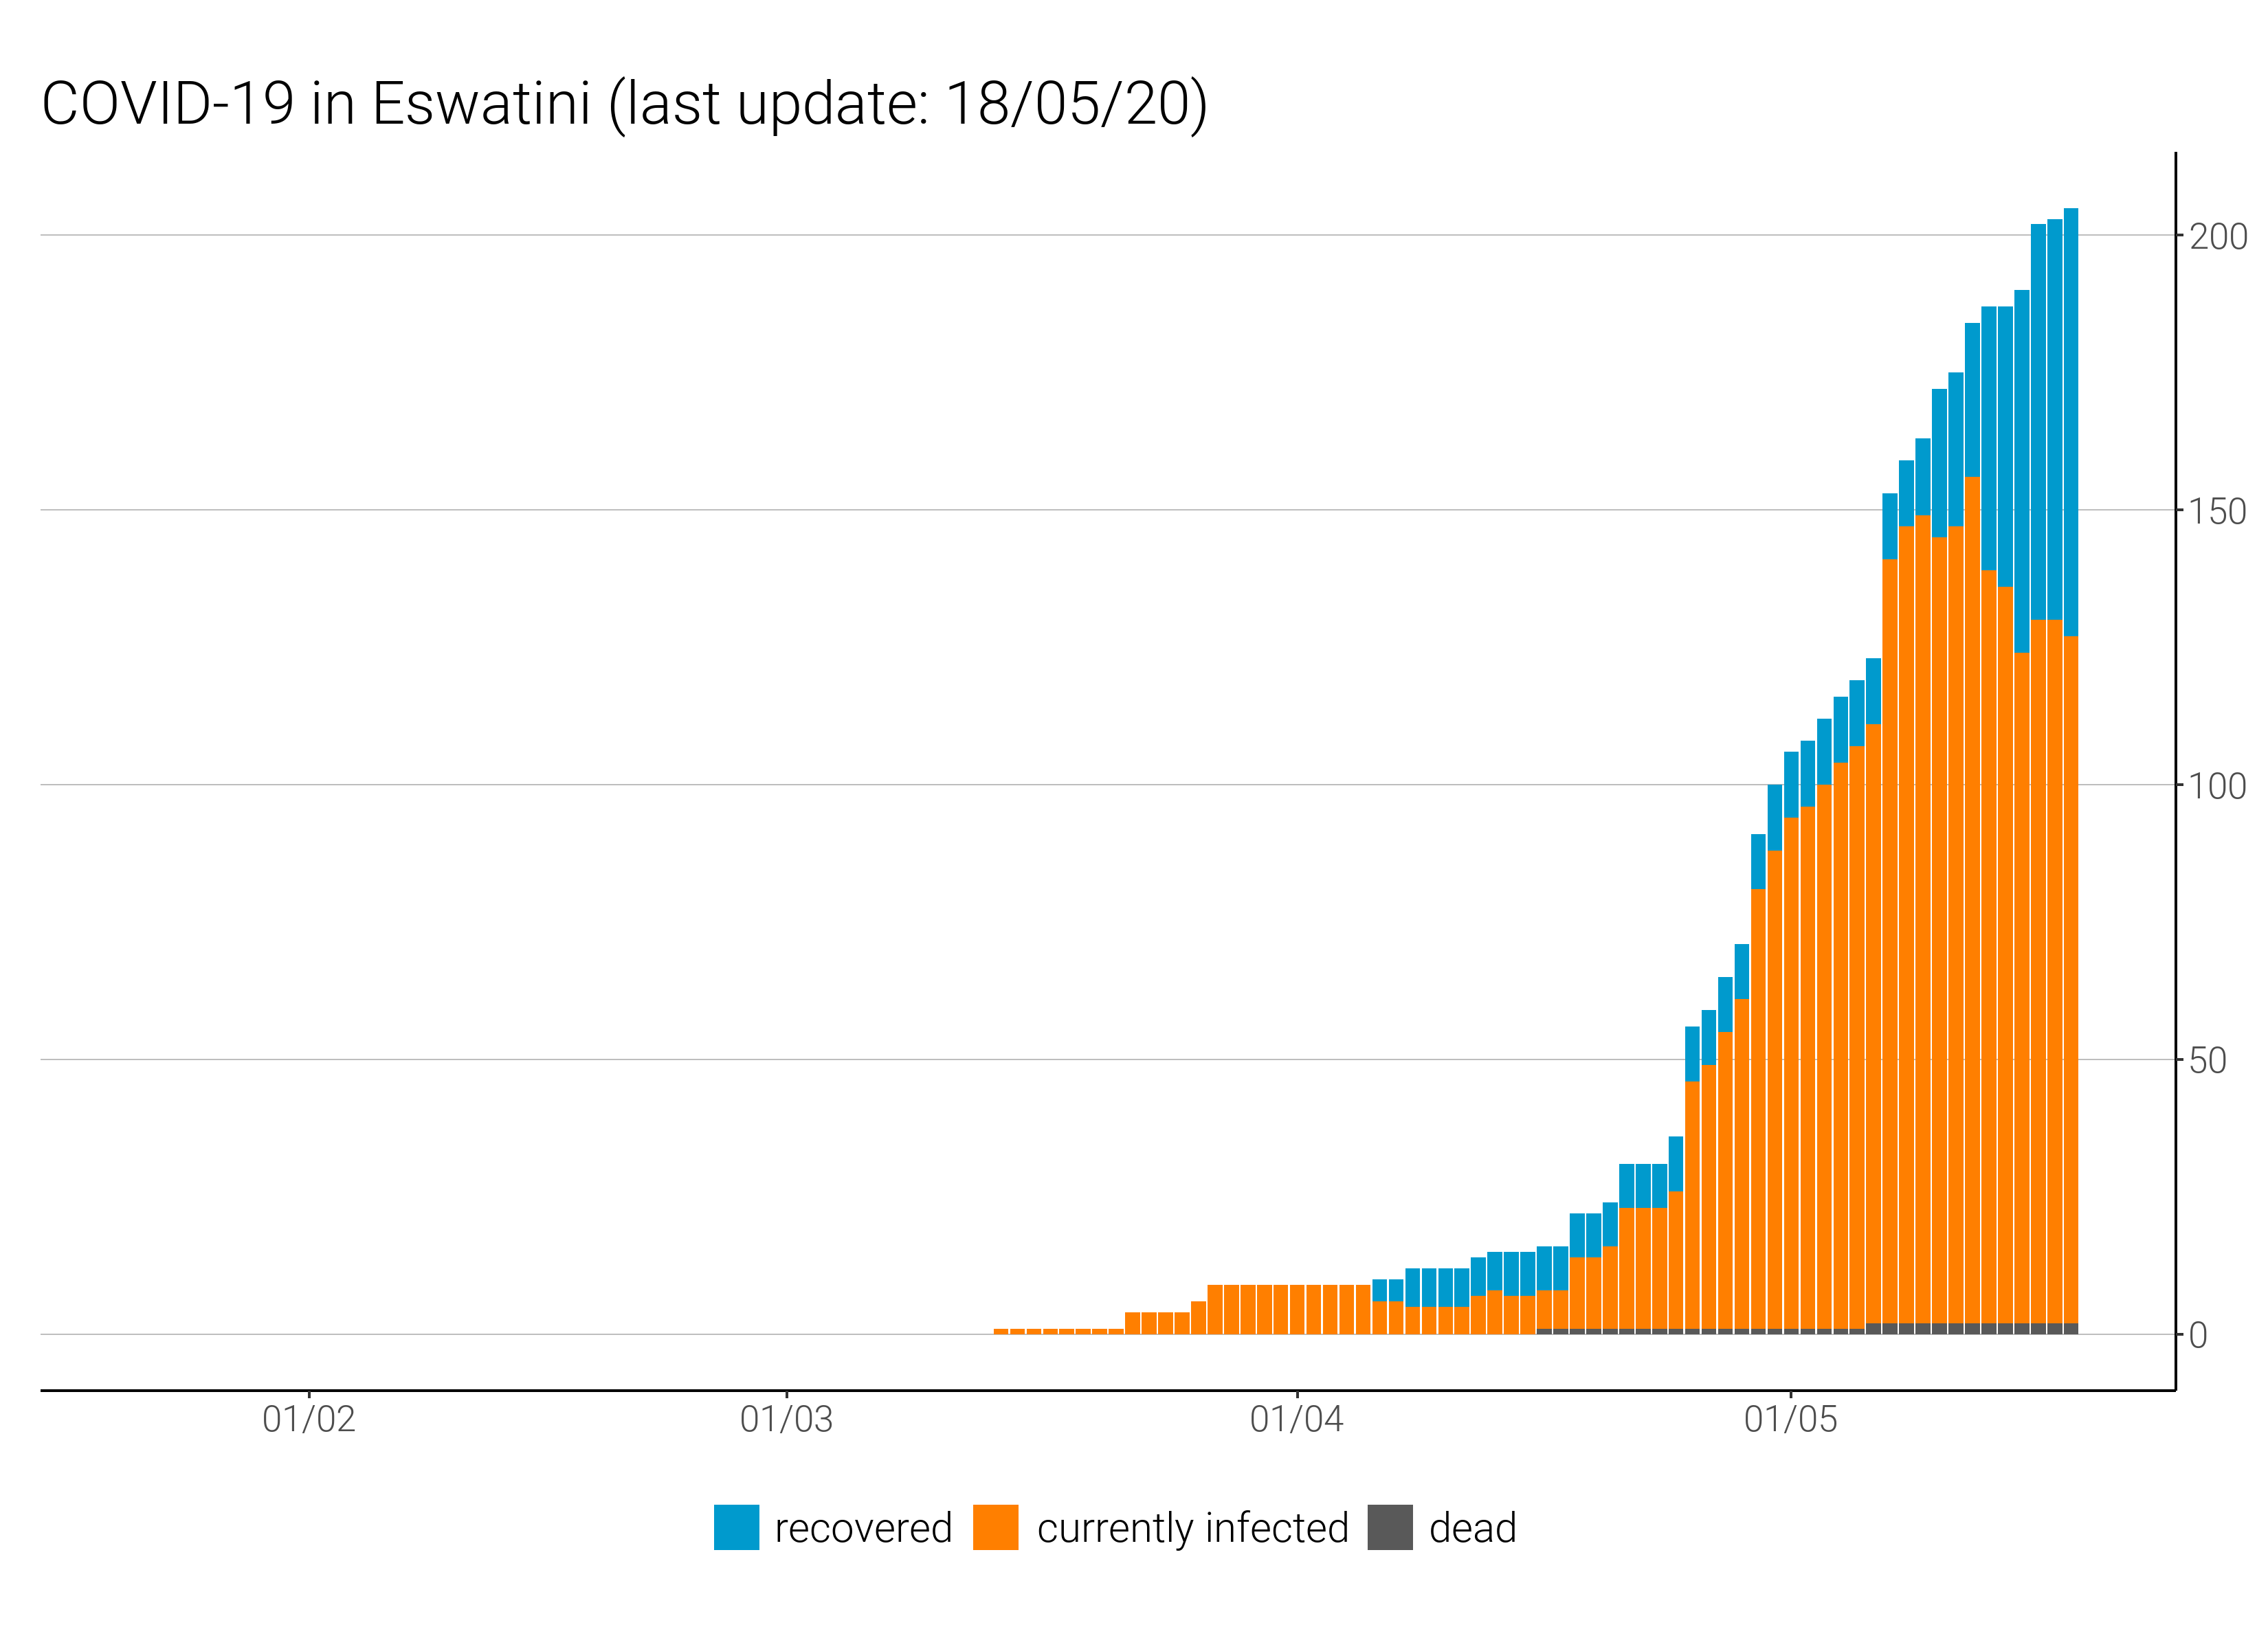 COVID-19 in Eswatini (last update: 18/05/20)
200
150
100
50
0
01/02 01/03 01/04 01/05
recovered currently infected dead